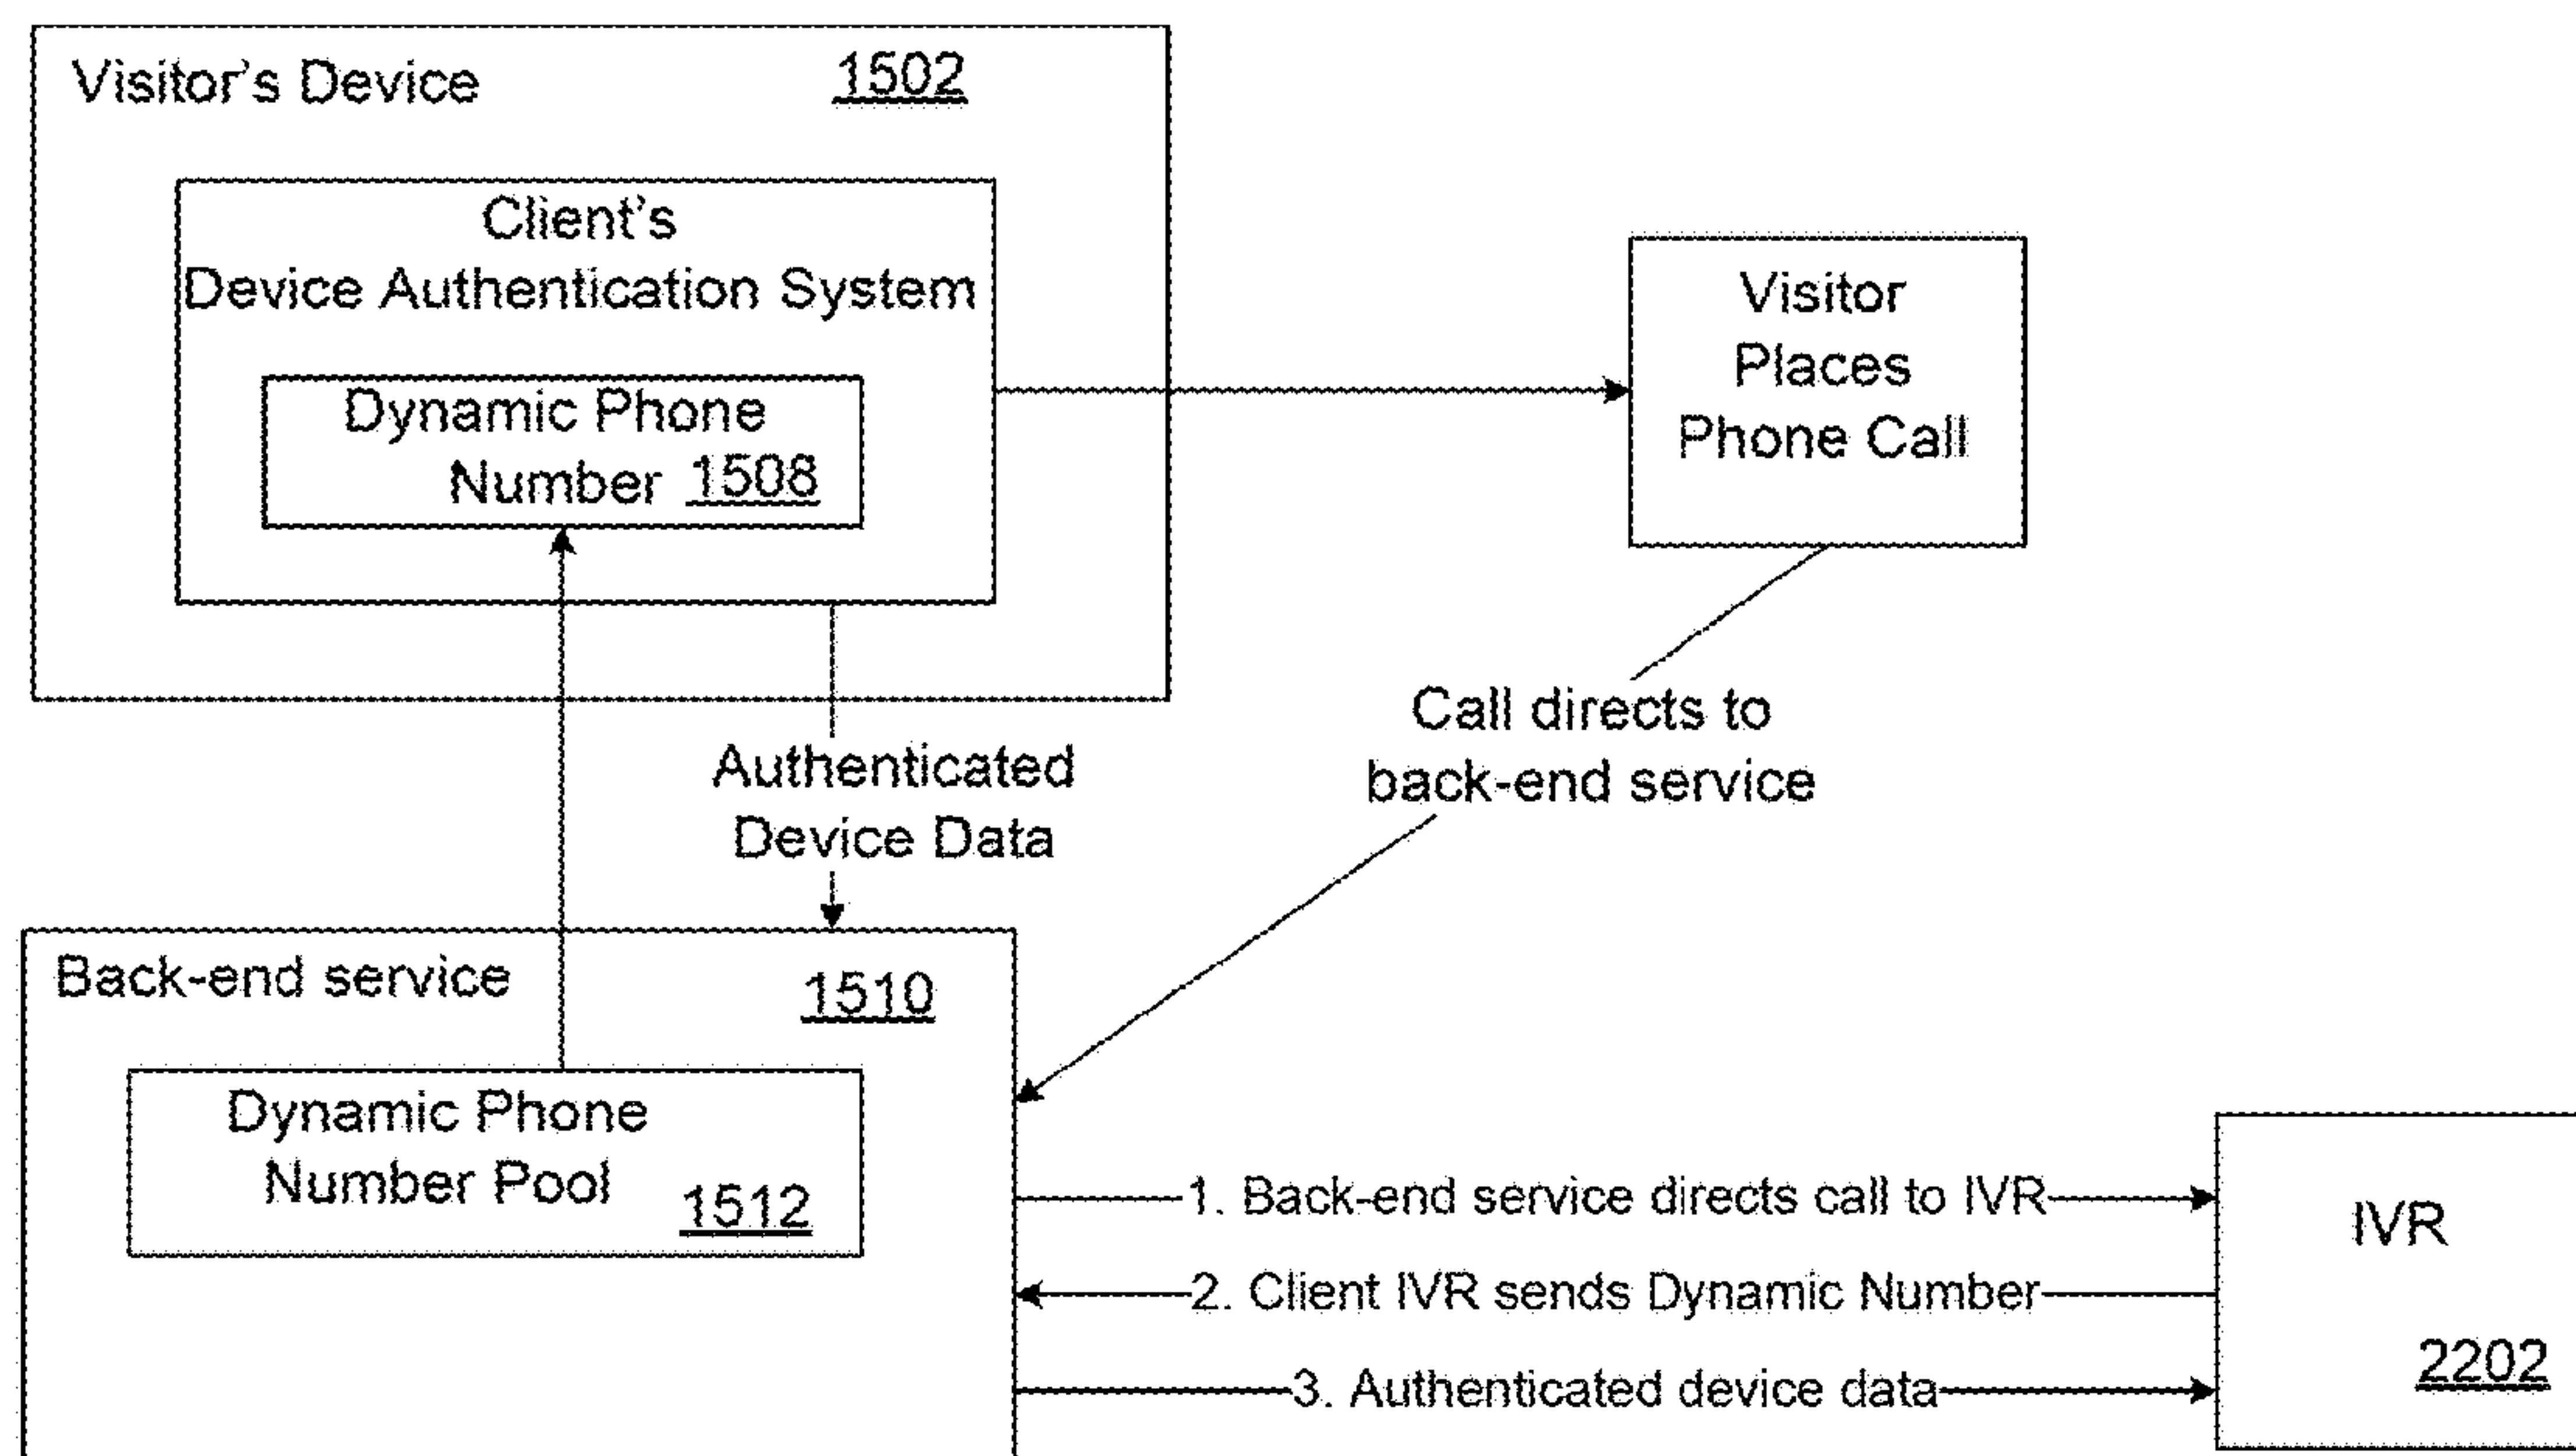 Visitor's Device 1502
Client's
Device Authentication System
Dynamic Phone
Number 1508
Visitor
Places
Phone Call
Authenticated
Device Data
Call directs to
back-end service
Back-end service 1510
Dynamic Phone
Number Pool 1512
1. Back-end service directs call to IVR
2. Client IVR sends Dynamic Number
3. Authenticated device data
IVR
2202